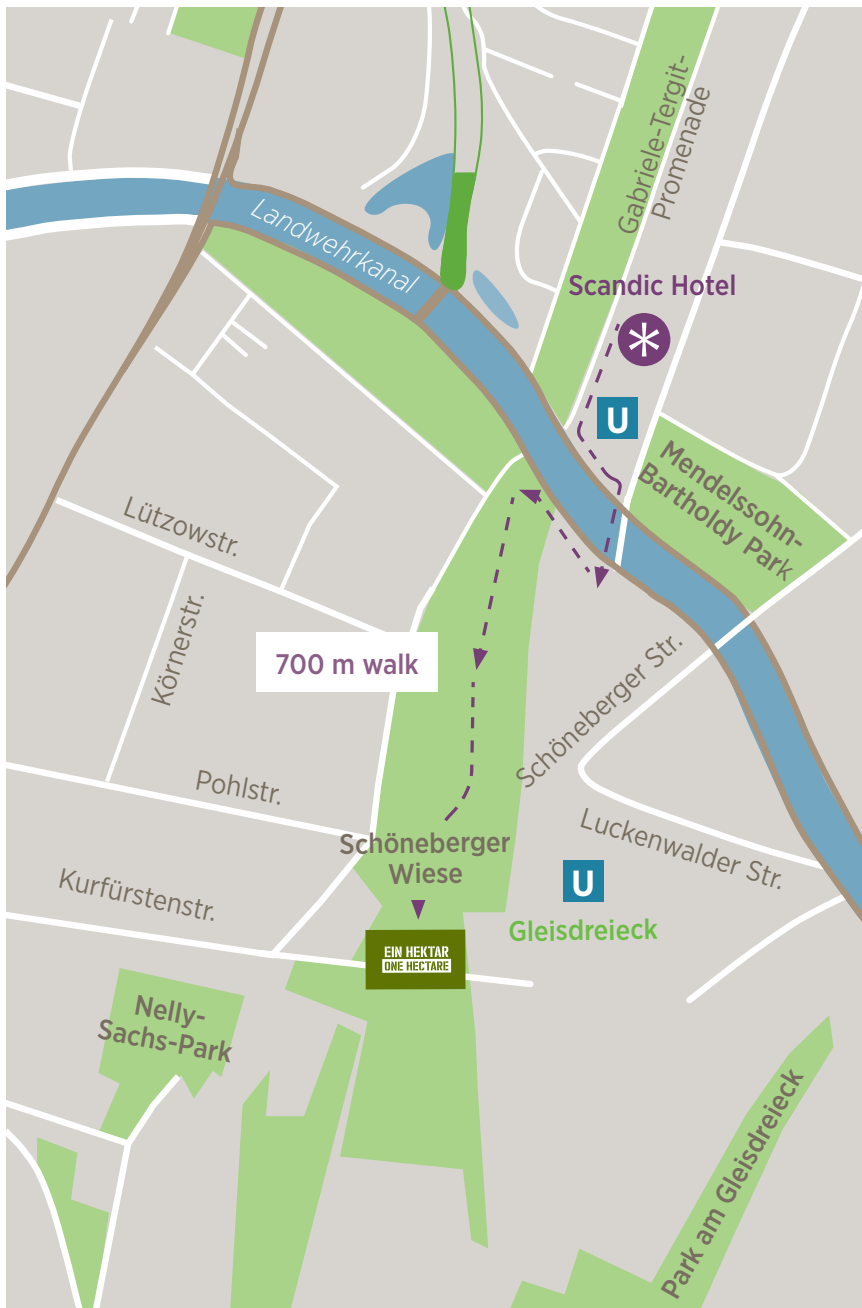 Gabriele-Tergit-
Promenade
Landwehrkanal
Scandic Hotel
U
Mendelssohn-
Bartholdy Park
Lützowstr.
Körnerstr.
700 m walk
Schöneberger Str.
Pohlstr.
Luckenwalder Str.
Schöneberger
Wiese
Kurfürstenstr.
U
Gleisdreieck
EIN HEKTAR
ONE HECTARE
Nelly-
Sachs-Park
Park am Gleisdreieck